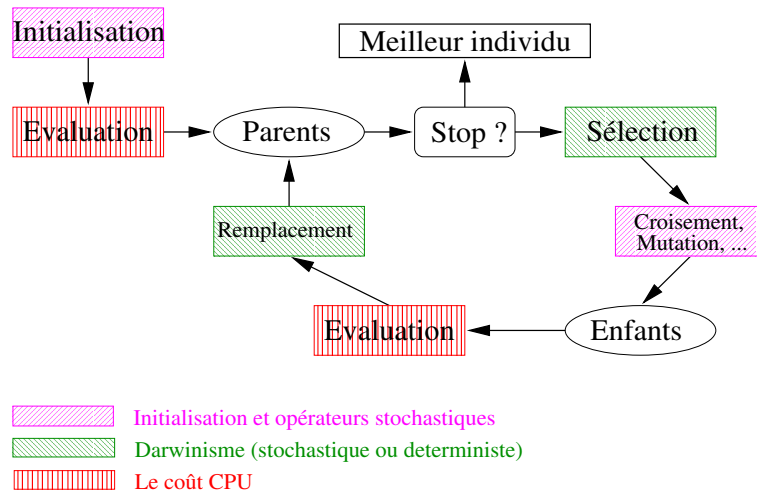 Initialisation
Meilleur individu
Evaluation
Parents
Stop ?
Sélection
Remplacement
Croisement,
Mutation, ...
Evaluation
Enfants
Initialisation et opérateurs stochastiques
Darwinisme (stochastique ou deterministe)
Le coût CPU